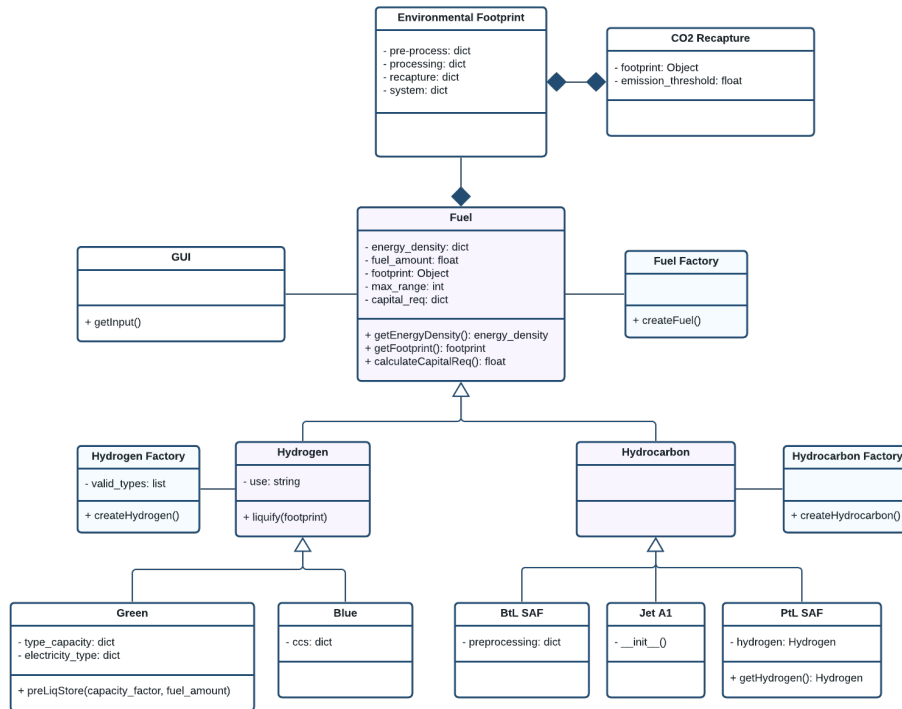 Environmental Footprint
- pre-process: dict
- processing: dict
- recapture: dict
- system: dict
CO2 Recapture
- footprint: Object
- emission_threshold: float
Fuel
- energy_density: dict
- fuel_amount: float
- footprint: Object
- max_range: int
- capital_req: dict
+ getEnergyDensity(): energy_density
+ getFootprint(): footprint
+ calculateCapitalReq(): float
GUI
+ getInput()
Fuel Factory
+ createFuel()
Hydrogen Factory
- valid_types: list
+ createHydrogen()
Hydrogen
- use: string
+ liquify(footprint)
Hydrocarbon
Hydrocarbon Factory
+ createHydrocarbon()
Green
- type_capacity: dict
- electricity_type: dict
+ preLiqStore(capacity_factor, fuel_amount)
Blue
- ccs: dict
BtL SAF
- preprocessing: dict
Jet A1
- __init__()
PtL SAF
- hydrogen: Hydrogen
+ getHydrogen(): Hydrogen